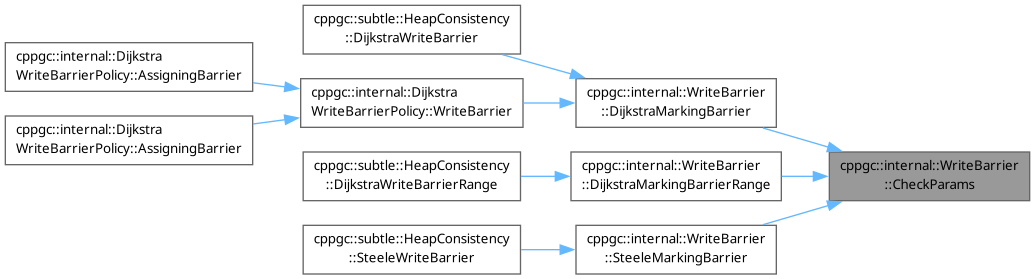 cppgc::subtle::HeapConsistency
::DijkstraWriteBarrier
cppgc::internal::Dijkstra
WriteBarrierPolicy::AssigningBarrier
cppgc::internal::Dijkstra
WriteBarrierPolicy::WriteBarrier
cppgc::internal::WriteBarrier
::DijkstraMarkingBarrier
cppgc::internal::Dijkstra
WriteBarrierPolicy::AssigningBarrier
cppgc::subtle::HeapConsistency
::DijkstraWriteBarrierRange
cppgc::internal::WriteBarrier
::DijkstraMarkingBarrierRange
cppgc::internal::WriteBarrier
::CheckParams
cppgc::subtle::HeapConsistency
::SteeleWriteBarrier
cppgc::internal::WriteBarrier
::SteeleMarkingBarrier